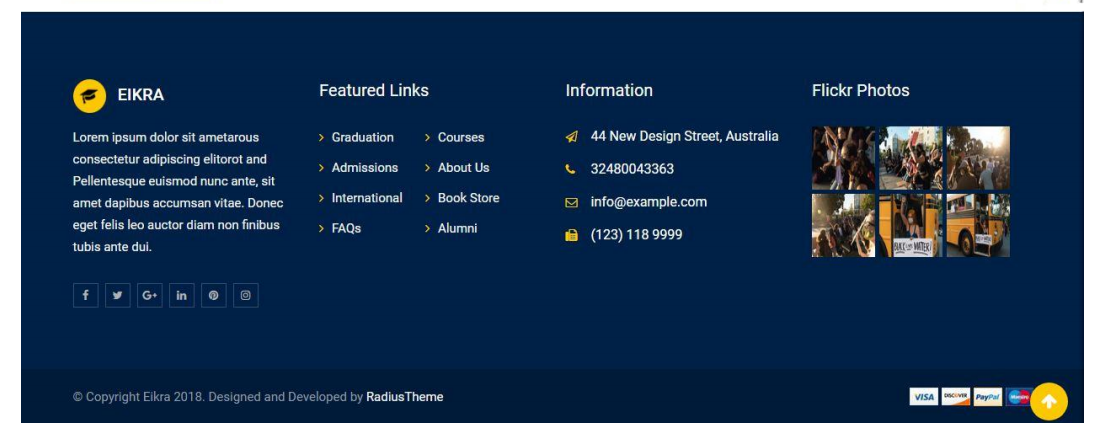 EIKRA
Lorem ipsum dolor sit ametarous
consectetur adipiscing elitorot and
Pellentesque euismod nunc ante, sit
amet dapibus accumsan vitae. Donec
eget felis leo auctor diam non finibus
tubis ante dui.
Featured Links
Graduation
Admissions
International
FAQs
Courses
About Us
Book Store
Alumni
Information
44 New Design Street, Australia
32480043363
info@example.com
(123) 118 9999
Flickr Photos
© Copyright Eikra 2018. Designed and Developed by RadiusTheme
VISA
DISCOVER
PayPal